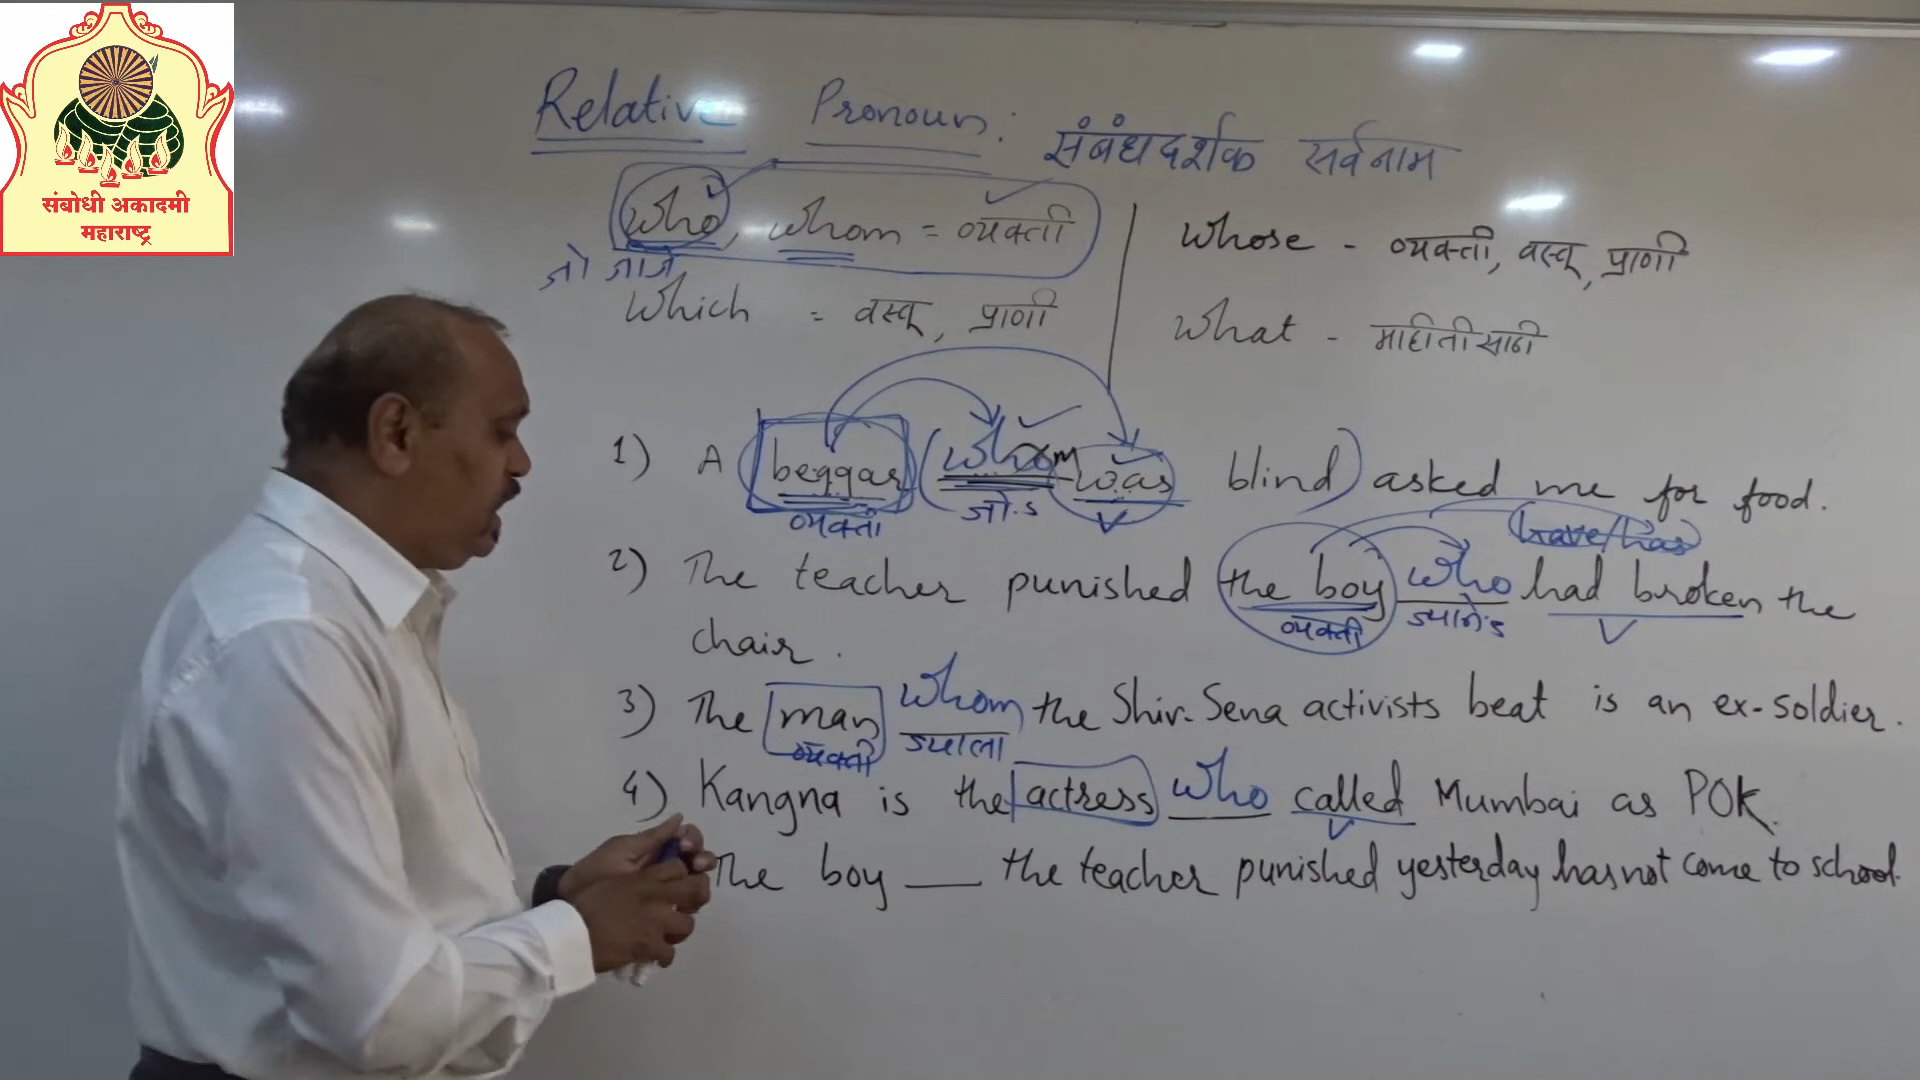 संबोधी अकादमी
महाराष्ट्र
Relative Pronoun: संबंधदर्शक सर्वनाम
who, whom = व्यक्ती
जो
which = वस्तू, प्राणी
whose - व्यक्ती, वस्तू, प्राणी
what - माहितीसाठी
1) A beggar who was blind asked me for food.
व्यक्ती जो
have/has
2) The teacher punished the boy who had broken the
व्यक्ती ज्याने
chair.
3) The man whom the Shiv-Sena activists beat is an ex-soldier.
व्यक्ती ज्याला
4) Kangna is the actress who called Mumbai as POK.
The boy ___ the teacher punished yesterday has not come to school.